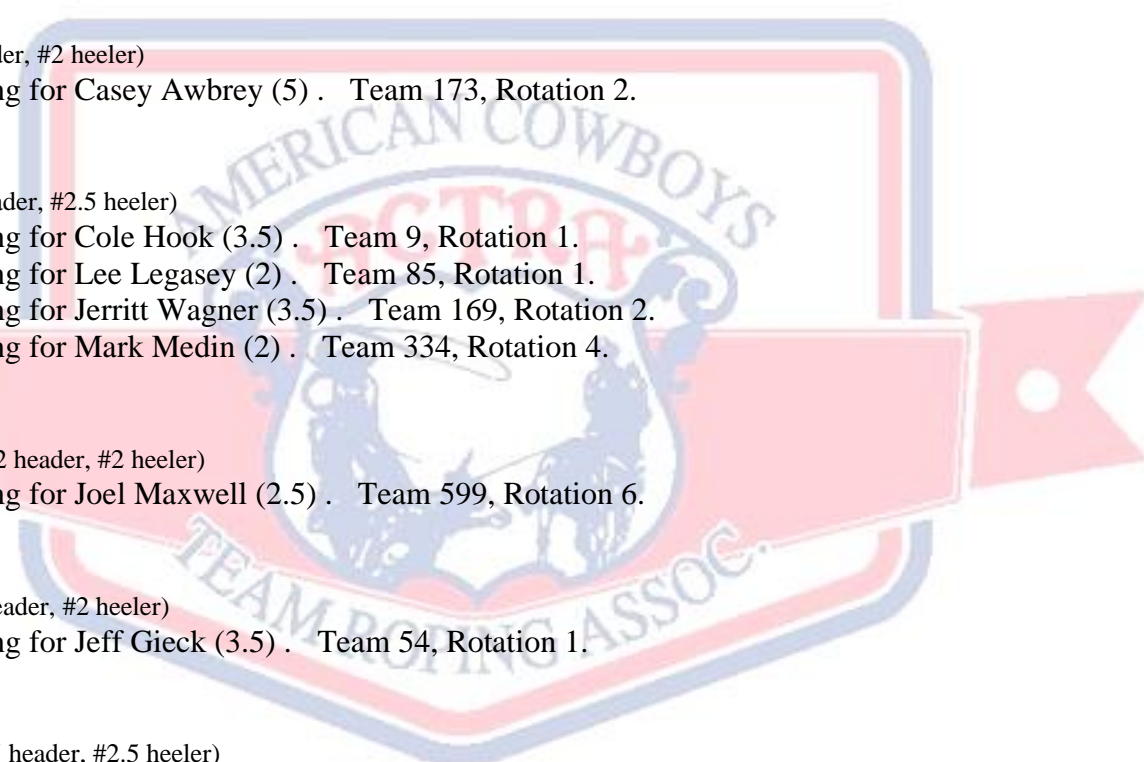 der, #2 heeler)
ng for Casey Awbrey (5) . Team 173, Rotation 2.
AMERICAN COWBOYS
ACTRA
ader, #2.5 heeler)
ng for Cole Hook (3.5) . Team 9, Rotation 1.
ng for Lee Legasey (2) . Team 85, Rotation 1.
ng for Jerritt Wagner (3.5) . Team 169, Rotation 2.
ng for Mark Medin (2) . Team 334, Rotation 4.
2 header, #2 heeler)
ng for Joel Maxwell (2.5) . Team 599, Rotation 6.
eader, #2 heeler)
ng for Jeff Gieck (3.5) . Team 54, Rotation 1.
TEAM ROPING ASSOC.
header, #2.5 heeler)